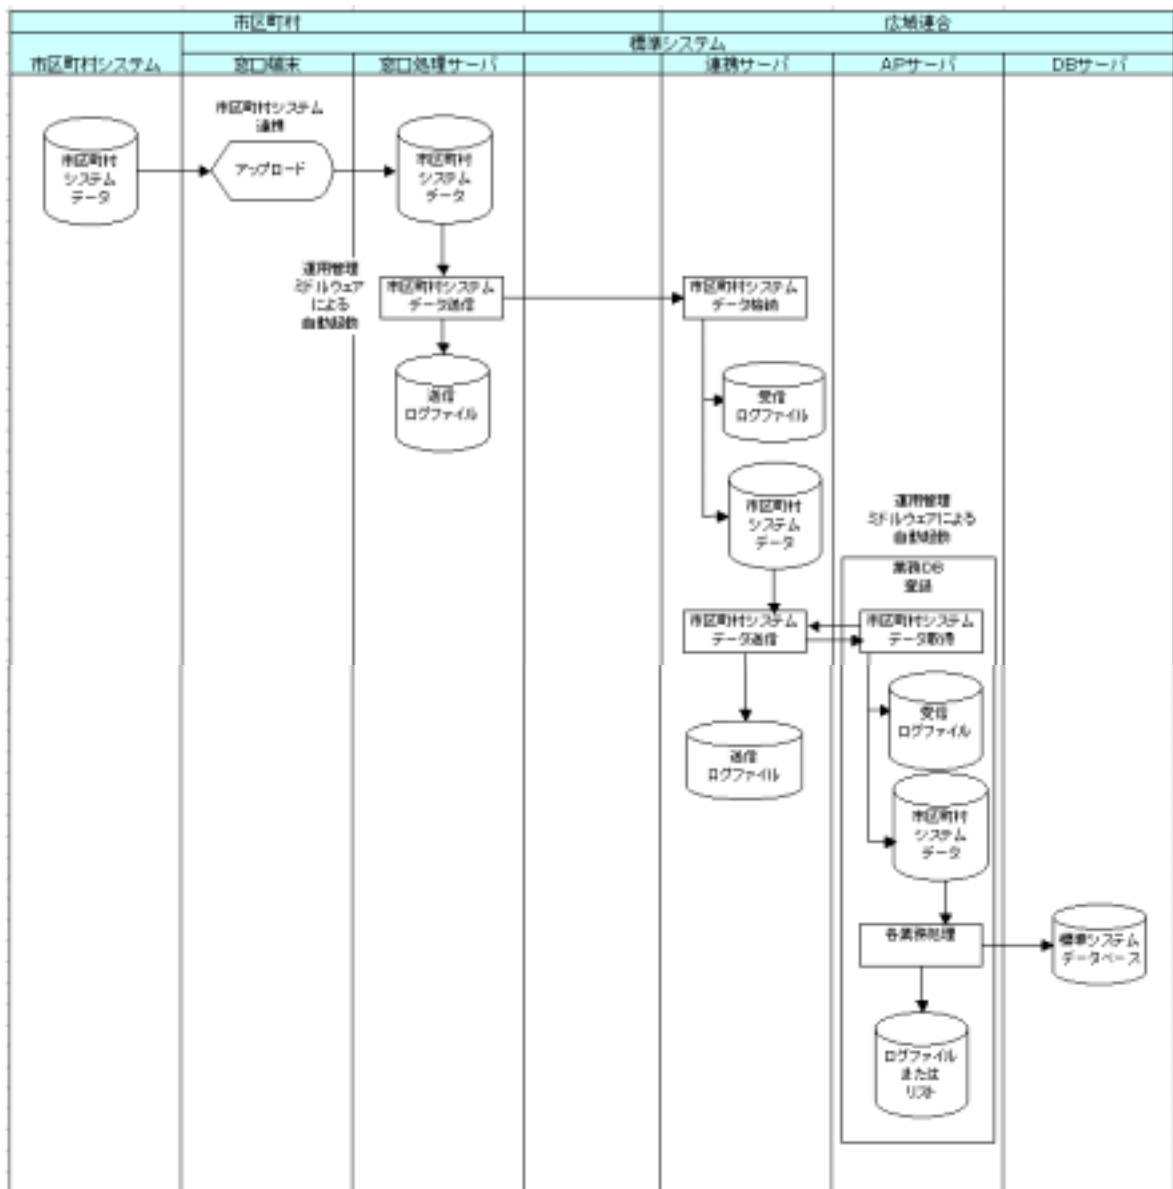 市区町村
広域連合
標準システム
市区町村システム
窓口端末
窓口処理サーバ
連携サーバ
APサーバ
DBサーバ
市区町村システム
連携
市区町村
システム
データ
アップロード
市区町村
システム
データ
運用管理
ミドルウェア
による
自動起動
市区町村システム
データ送信
市区町村システム
データ格納
送信
ログファイル
受信
ログファイル
市区町村
システム
データ
運用管理
ミドルウェアによる
自動起動
業務DB
登録
市区町村システム
データ送信
市区町村システム
データ取得
受信
ログファイル
送信
ログファイル
市区町村
システム
データ
各業務処理
標準システム
データベース
ログファイル
または
リスト